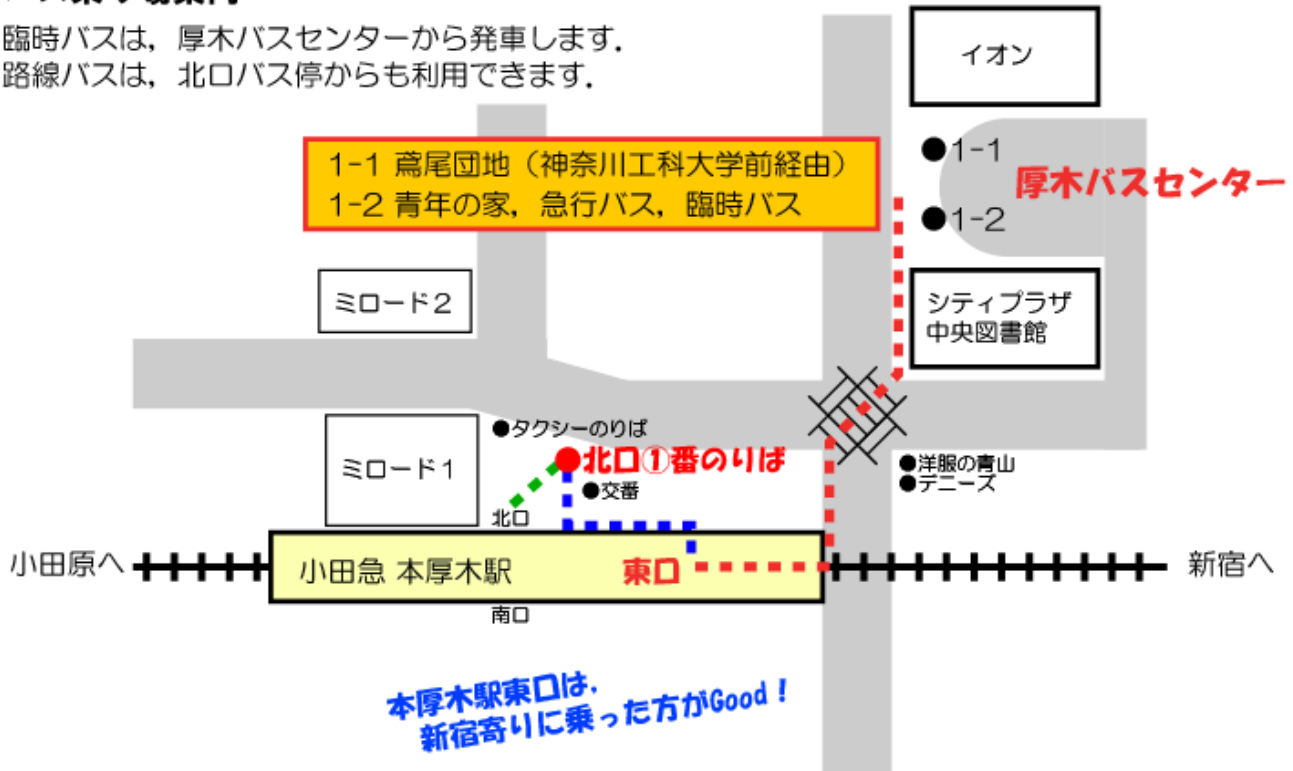 臨時バスは，厚木バスセンターから発車します．
路線バスは，北口バス停からも利用できます．
イオン
1-1 鳶尾団地（神奈川工科大学前経由）
1-2 青年の家，急行バス，臨時バス
●1-1
厚木バスセンター
●1-2
ミロード2
シティプラザ
中央図書館
●タクシーのりば
ミロード1
北口①番のりば
●交番
●洋服の青山
●デニーズ
北口
小田原へ
小田急 本厚木駅
東口
新宿へ
南口
本厚木駅東口は，
新宿寄りに乗った方がGood！